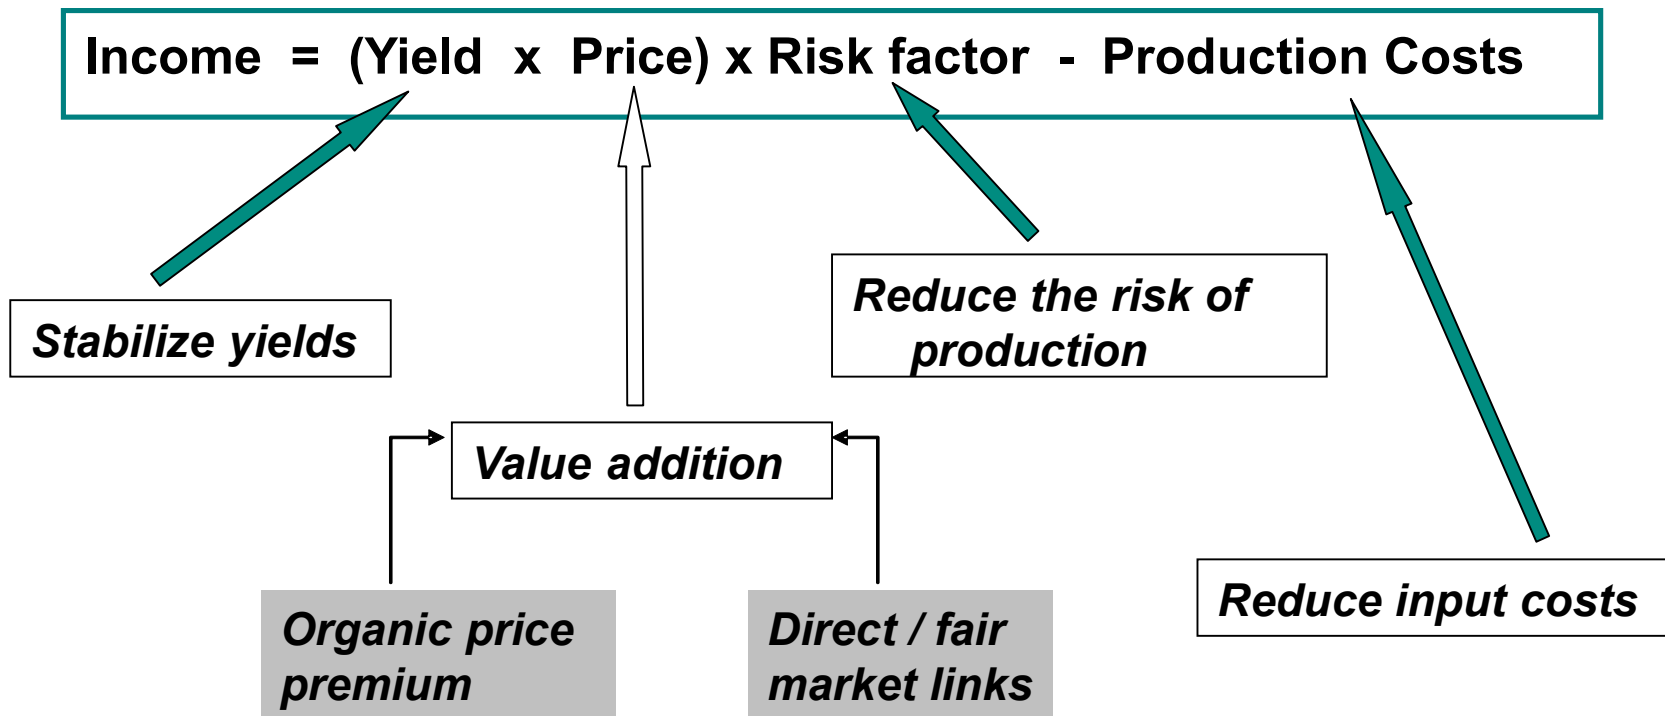 Income = (Yield x Price) x Risk factor - Production Costs
Stabilize yields
Reduce the risk of
production
Value addition
Organic price
premium
Direct / fair
market links
Reduce input costs